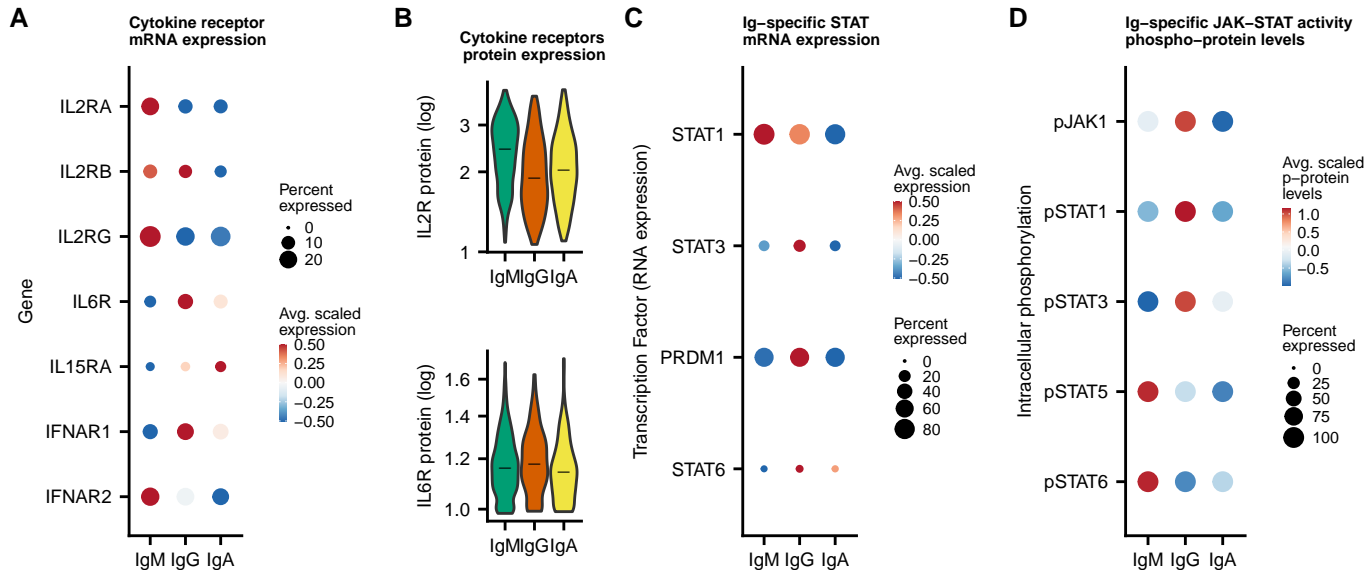 A
Cytokine receptor
mRNA expression
Gene
IL2RA
IL2RB
IL2RG
IL6R
IL15RA
IFNAR1
IFNAR2
IgM IgG IgA
Percent
expressed
0
10
20
Avg. scaled
expression
0.50
0.25
0.00
−0.25
−0.50
B
Cytokine receptors
protein expression
IL2R protein (log)
3
2
1
IgM IgG IgA
IL6R protein (log)
1.6
1.4
1.2
1.0
IgM IgG IgA
C
Ig−specific STAT
mRNA expression
Transcription Factor (RNA expression)
STAT1
STAT3
PRDM1
STAT6
IgM IgG IgA
Avg. scaled
expression
0.50
0.25
0.00
−0.25
−0.50
Percent
expressed
0
20
40
60
80
D
Ig−specific JAK−STAT activity
phospho−protein levels
Intracellular phosphorylation
pJAK1
pSTAT1
pSTAT3
pSTAT5
pSTAT6
IgM IgG IgA
Avg. scaled
p−protein
levels
1.0
0.5
0.0
−0.5
Percent
expressed
0
25
50
75
100